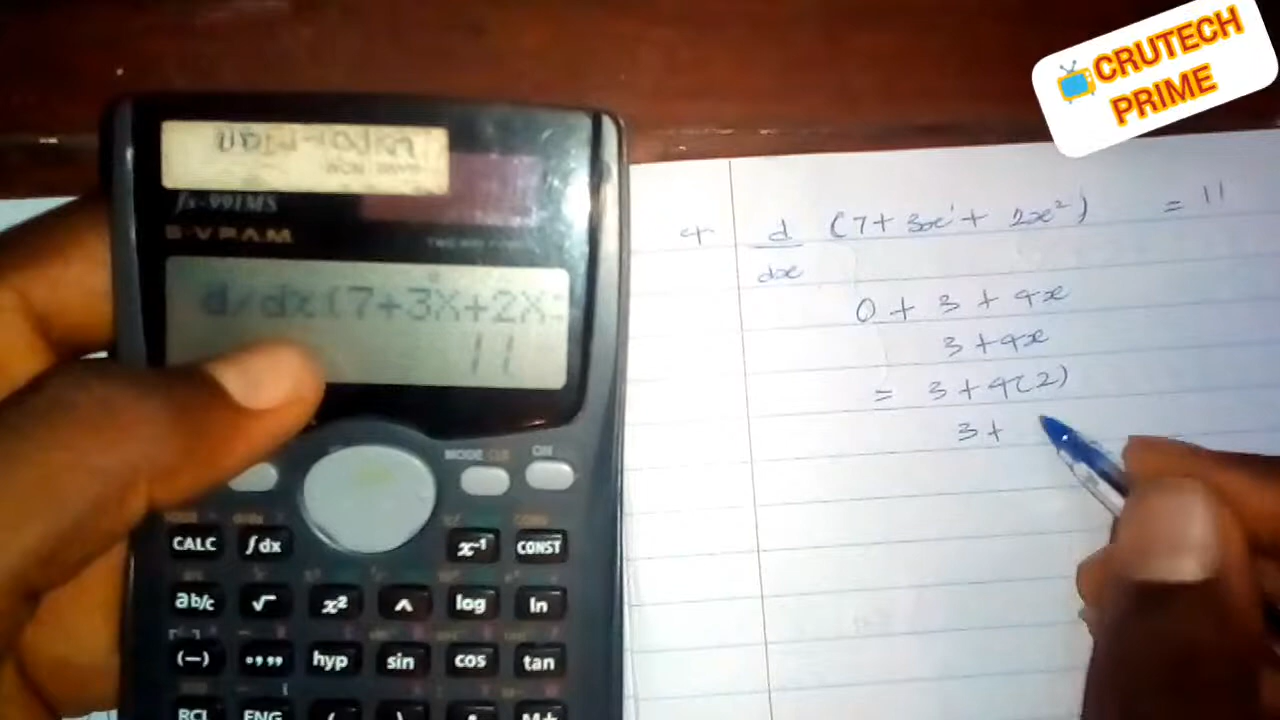 CRUTECH
PRIME
fx-991MS
S-V.P.A.M.
d/dx(7+3X+2X
11
MODE CLR
ON
CALC
∫dx
x⁻¹
CONST
ab/c
√
x²
^
log
ln
(−)
°,,,
hyp
sin
cos
tan
RCL
ENG
(
)
,
M+
4 d/dx (7 + 3x¹ + 2x²) = 11
0 + 3 + 4x
3 + 4x
= 3 + 4(2)
3 +